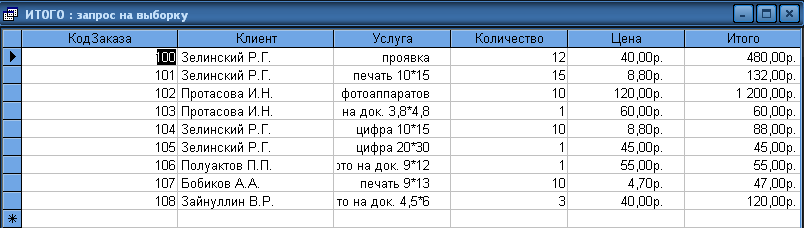 ИТОГО : запрос на выборку
КодЗаказа Клиент Услуга Количество Цена Итого
100 Зелинский Р.Г. проявка 12 40,00р. 480,00р.
101 Зелинский Р.Г. печать 10*15 15 8,80р. 132,00р.
102 Протасова И.Н. фотоаппаратов 10 120,00р. 1 200,00р.
103 Протасова И.Н. на док. 3,8*4,8 1 60,00р. 60,00р.
104 Зелинский Р.Г. цифра 10*15 10 8,80р. 88,00р.
105 Зелинский Р.Г. цифра 20*30 1 45,00р. 45,00р.
106 Полуактов П.П. ото на док. 9*12 1 55,00р. 55,00р.
107 Бобиков А.А. печать 9*13 10 4,70р. 47,00р.
108 Зайнуллин В.Р. то на док. 4,5*6 3 40,00р. 120,00р.